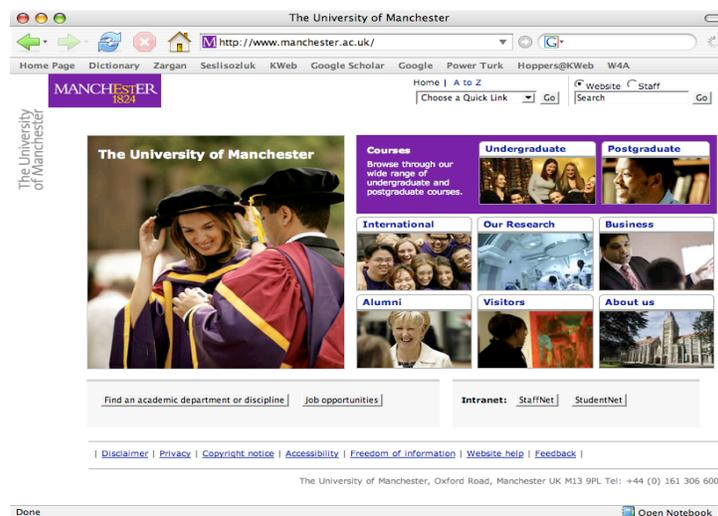 The University of Manchester
http://www.manchester.ac.uk/
G
Home Page Dictionary Zargan Seslisozluk KWeb Google Scholar Google Power Turk Hoppers@KWeb W4A
MANCHESTER
1824
The University
of Manchester
Home | A to Z
Choose a Quick Link Go
Website Staff
Search Go
The University of Manchester
Courses
Browse through our
wide range of
undergraduate and
postgraduate courses.
Undergraduate
Postgraduate
International
Our Research
Business
Alumni
Visitors
About us
Find an academic department or discipline Job opportunities
Intranet: StaffNet StudentNet
| Disclaimer | Privacy | Copyright notice | Accessibility | Freedom of information | Website help | Feedback |
The University of Manchester, Oxford Road, Manchester UK M13 9PL Tel: +44 (0) 161 306 600
Done
Open Notebook